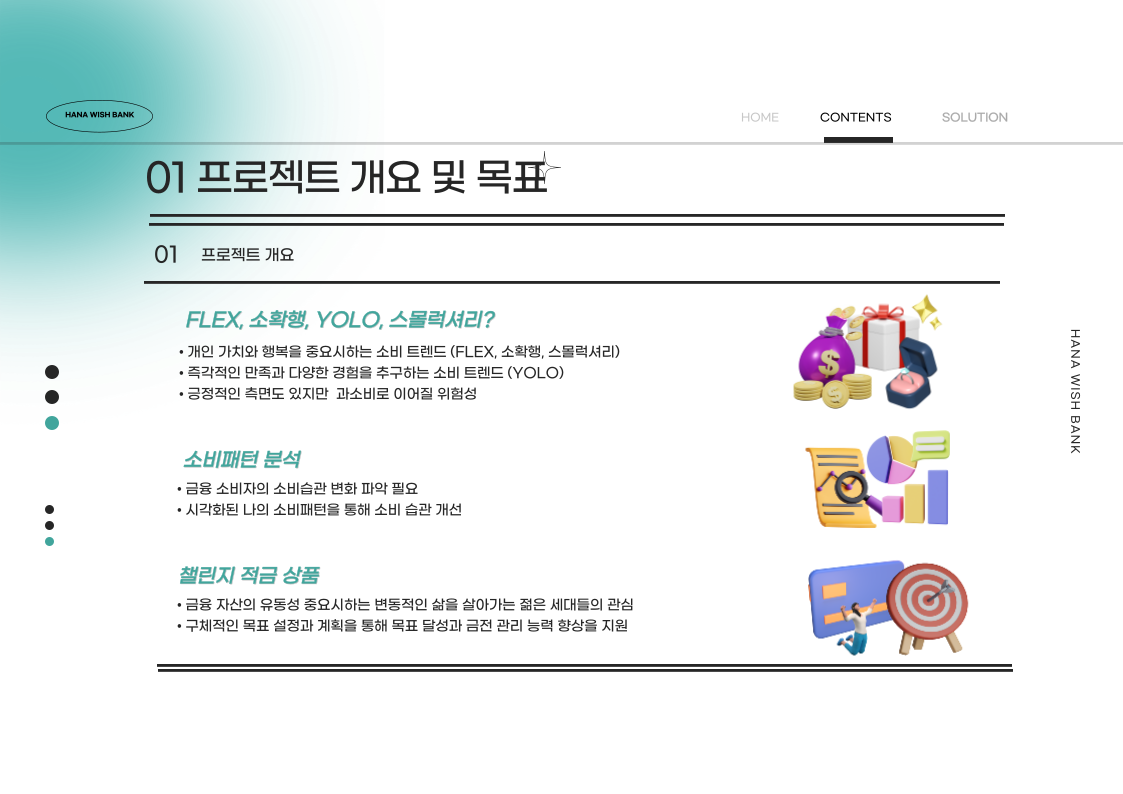 HANA WISH BANK
HOME CONTENTS SOLUTION
01 프로젝트 개요 및 목표
01 프로젝트 개요
FLEX, 소확행, YOLO, 스몰럭셔리?
• 개인 가치와 행복을 중요시하는 소비 트렌드 (FLEX, 소확행, 스몰럭셔리)
• 즉각적인 만족과 다양한 경험을 추구하는 소비 트렌드 (YOLO)
• 긍정적인 측면도 있지만 과소비로 이어질 위험성
소비패턴 분석
• 금융 소비자의 소비습관 변화 파악 필요
• 시각화된 나의 소비패턴을 통해 소비 습관 개선
챌린지 적금 상품
• 금융 자산의 유동성 중요시하는 변동적인 삶을 살아가는 젊은 세대들의 관심
• 구체적인 목표 설정과 계획을 통해 목표 달성과 금전 관리 능력 향상을 지원
HANA WISH BANK